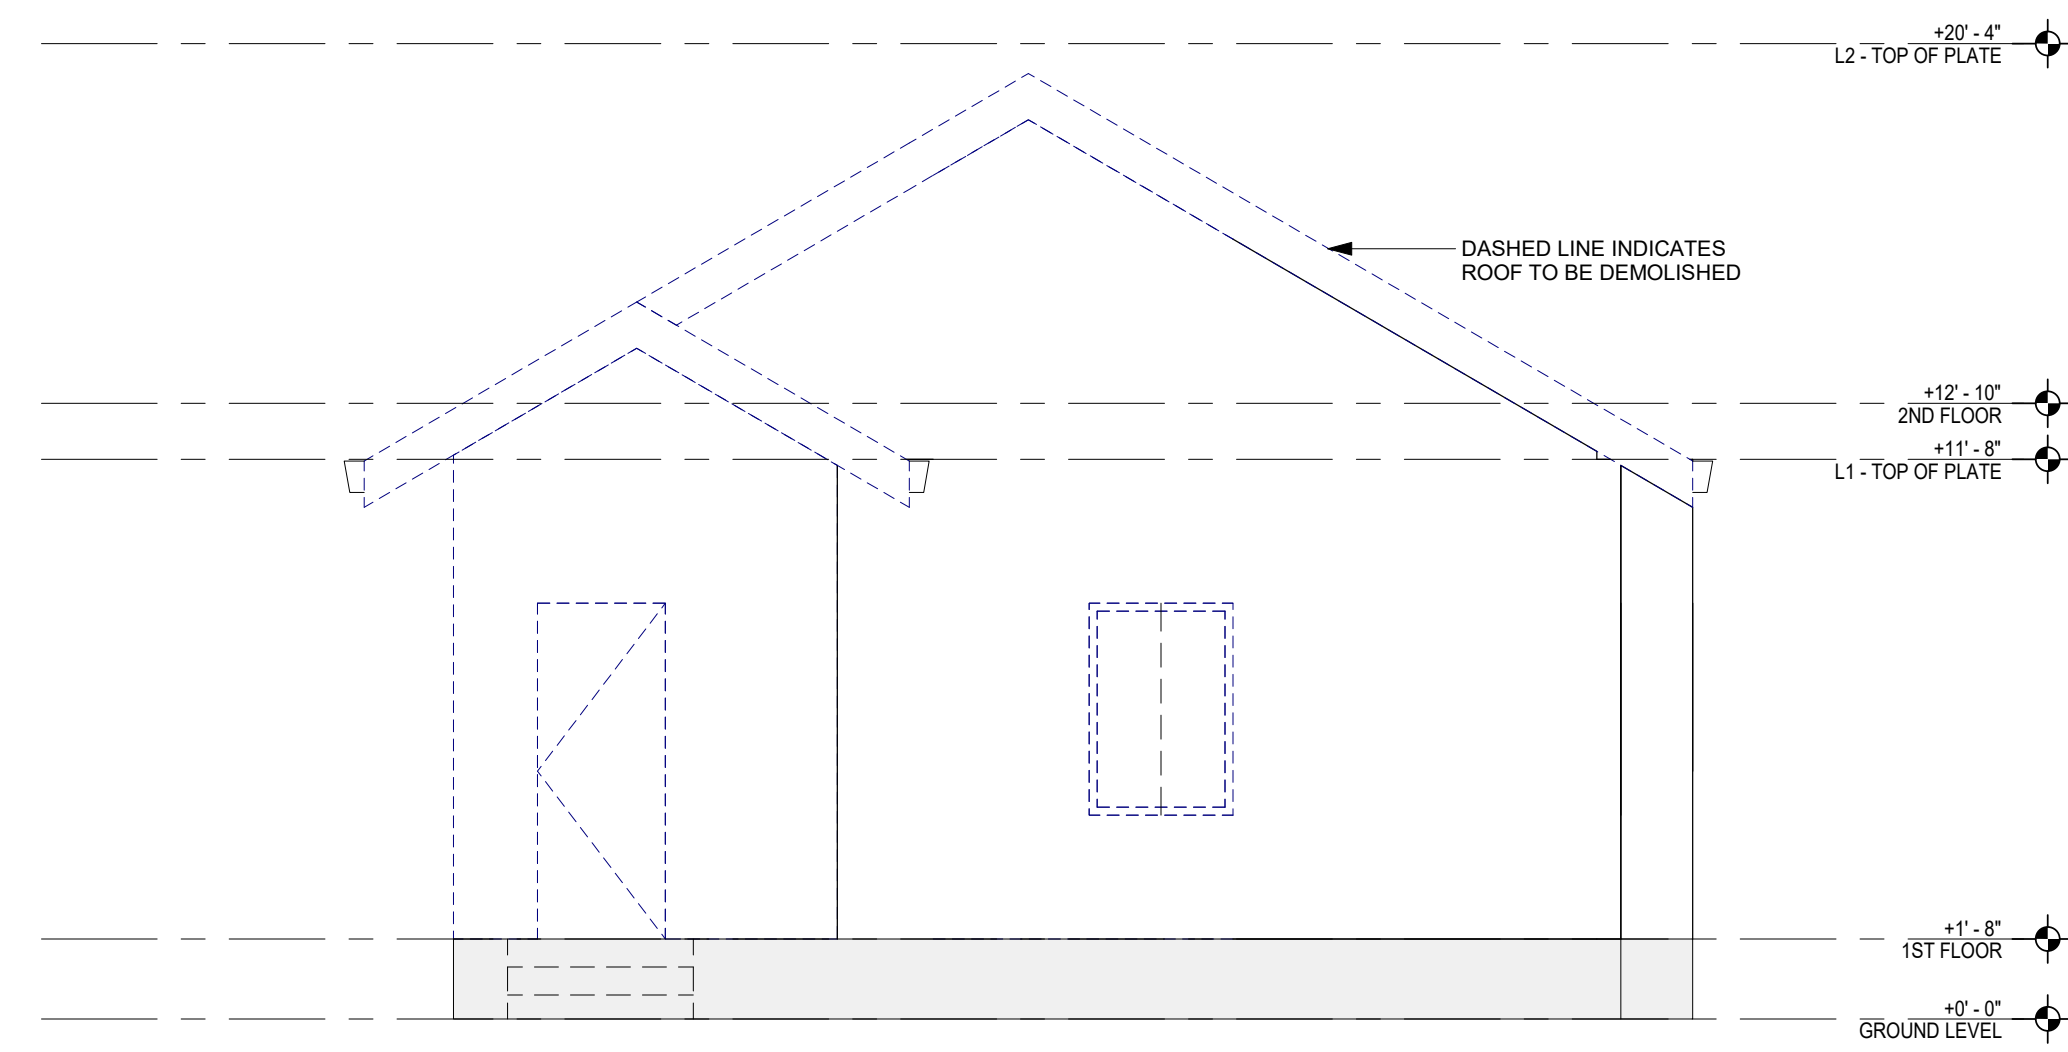 +20' - 4"
L2 - TOP OF PLATE
DASHED LINE INDICATES
ROOF TO BE DEMOLISHED
+12' - 10"
2ND FLOOR
+11' - 8"
L1 - TOP OF PLATE
+1' - 8"
1ST FLOOR
+0' - 0"
GROUND LEVEL